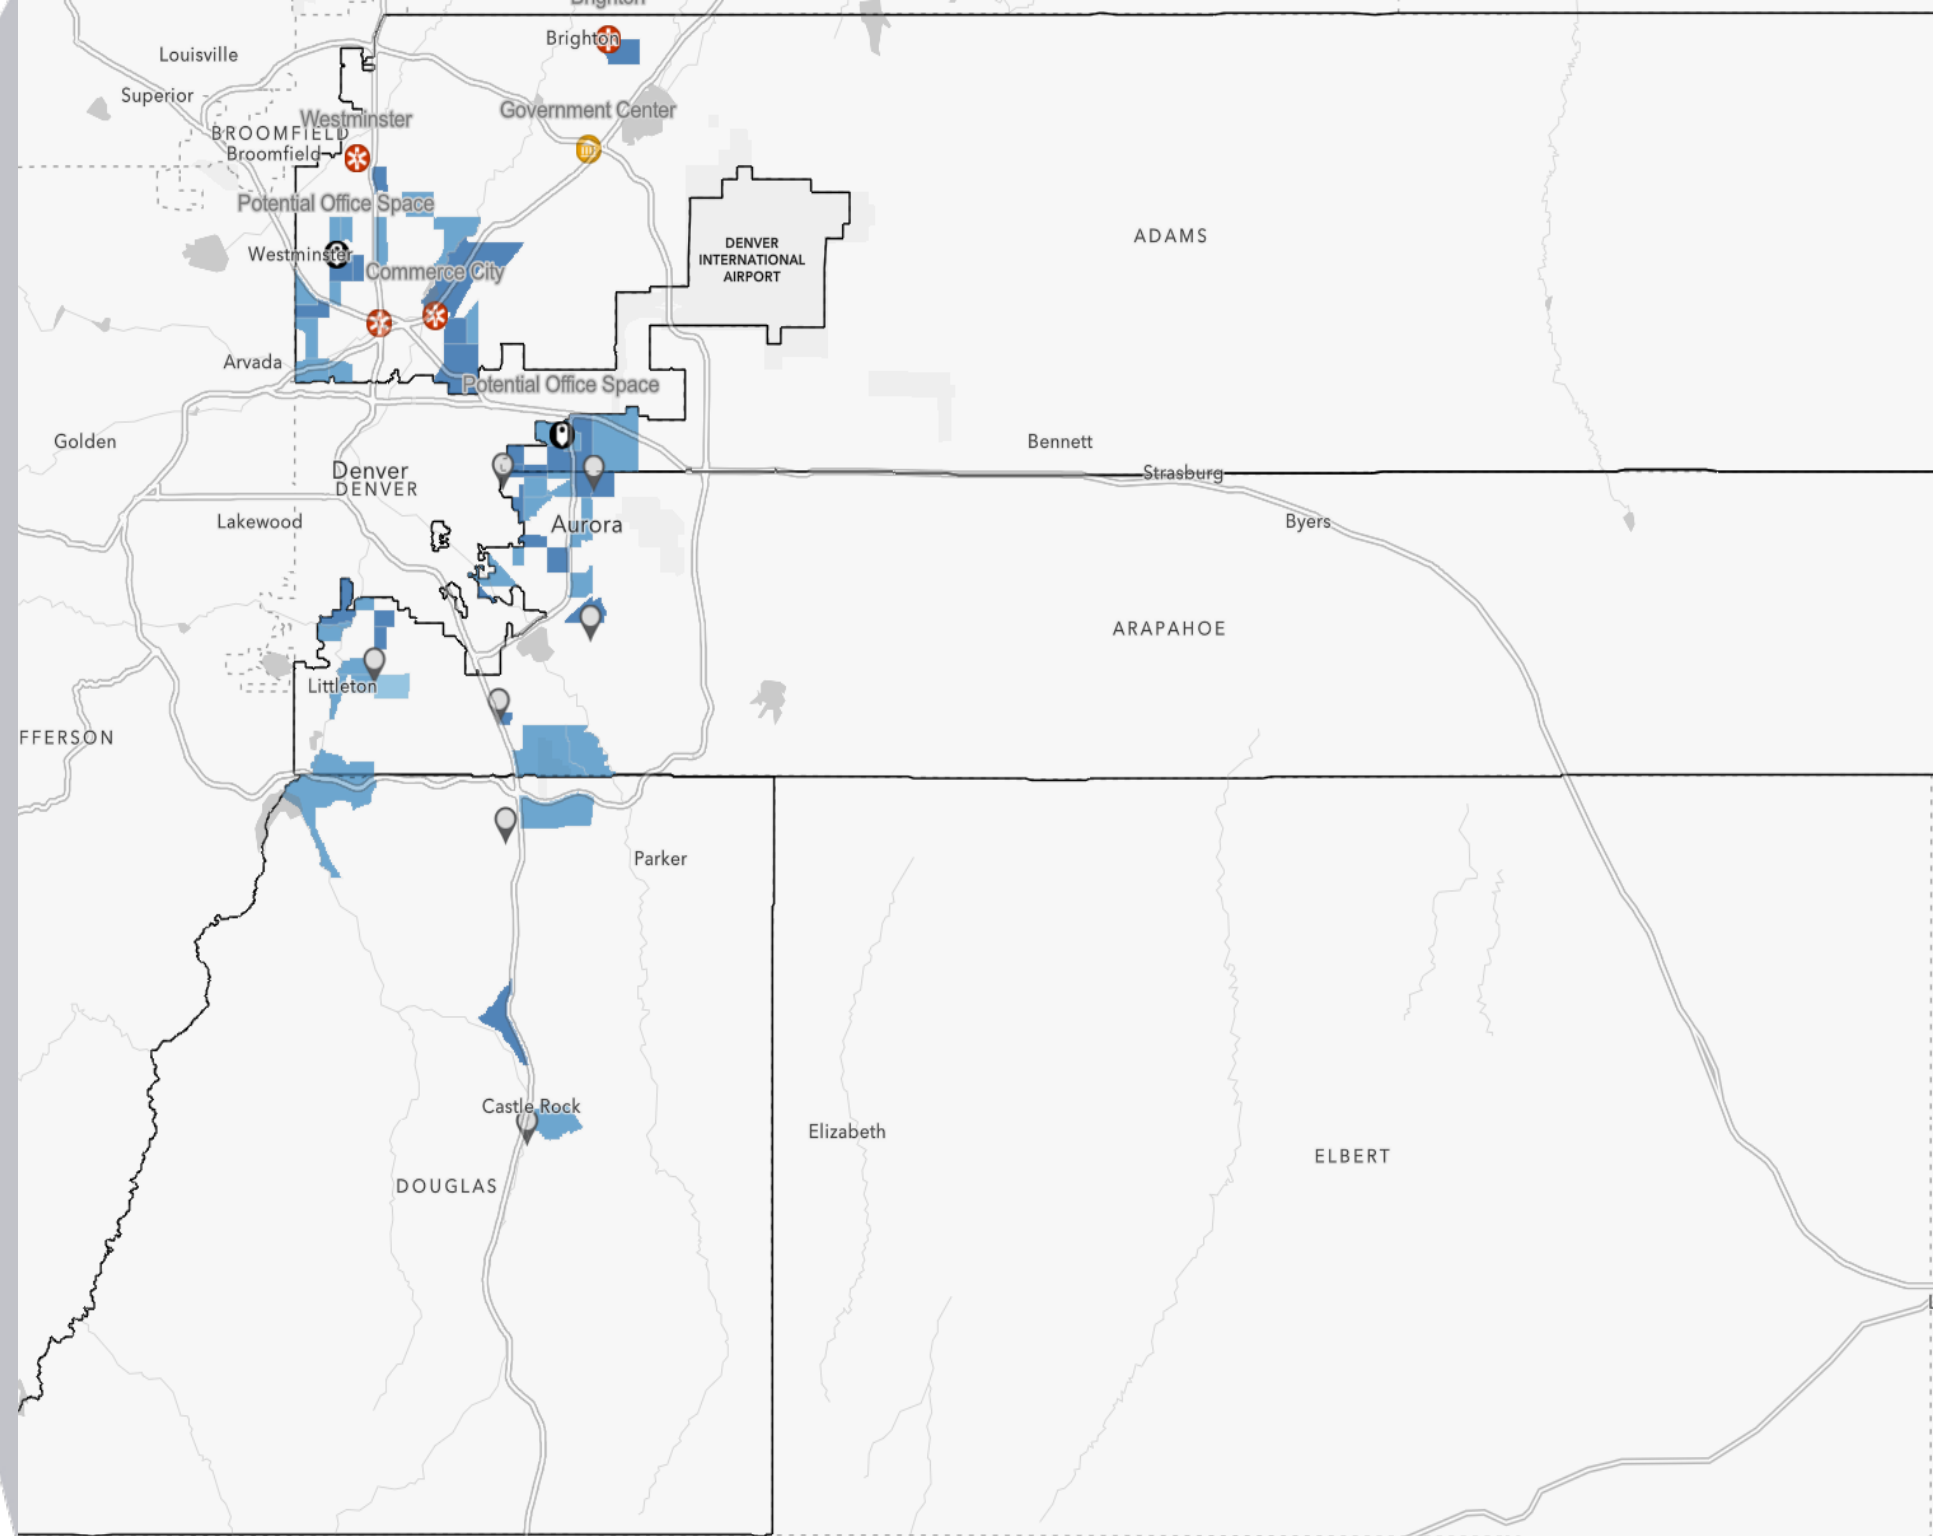 Brighton
Brighton
Louisville
Superior
Government Center
Westminster
BROOMFIELD
Broomfield
Potential Office Space
Westminster
Commerce City
DENVER
INTERNATIONAL
AIRPORT
ADAMS
Arvada
Potential Office Space
Golden
Bennett
Denver
DENVER
Strasburg
Lakewood
Aurora
Byers
ARAPAHOE
Littleton
FFERSON
Parker
Castle Rock
Elizabeth
ELBERT
DOUGLAS